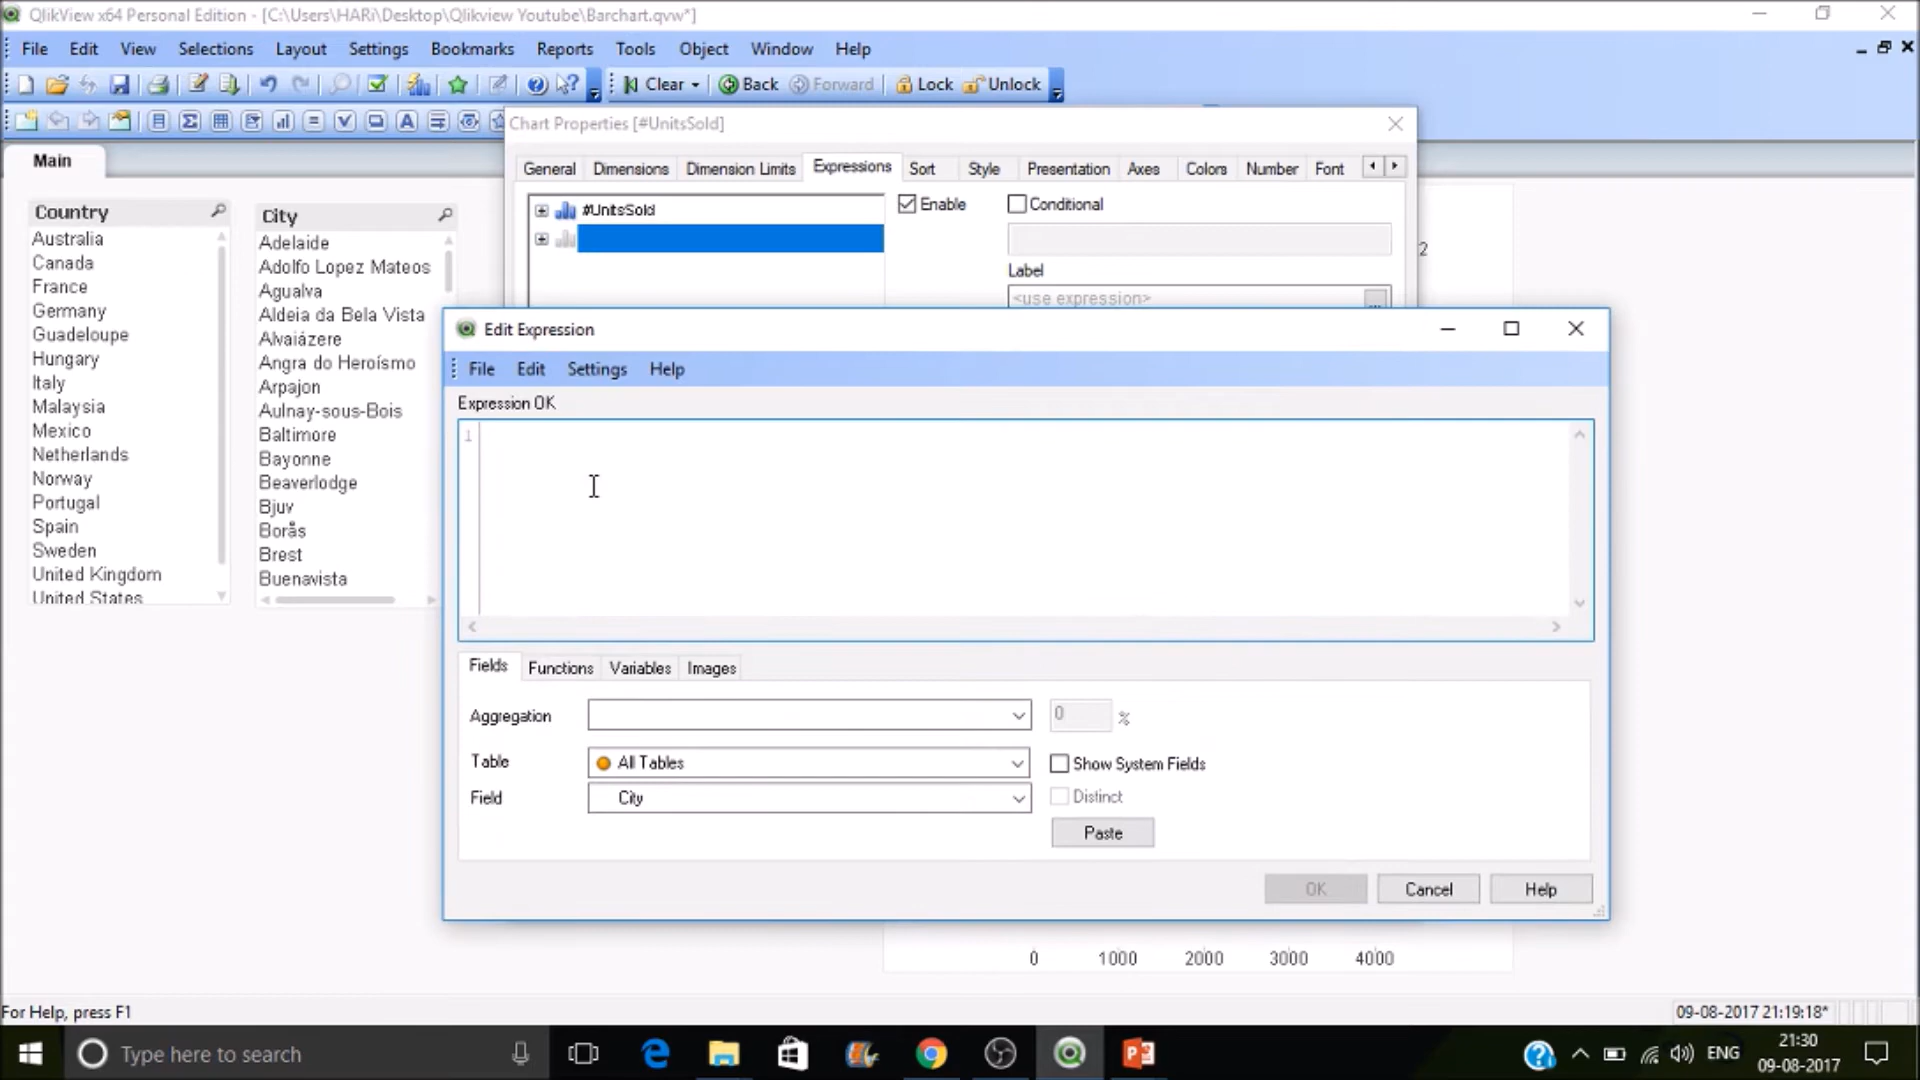 QlikView x64 Personal Edition - [C:\Users\HARi\Desktop\Qlikview Youtube\Barchart.qvw*]
File Edit View Selections Layout Settings Bookmarks Reports Tools Object Window Help
Clear Back Forward Lock Unlock
Chart Properties [#UnitsSold]
Main
General Dimensions Dimension Limits Expressions Sort Style Presentation Axes Colors Number Font
#UnitsSold
Enable
Conditional
Label
<use expression>
...
2
Country
Australia
Canada
France
Germany
Guadeloupe
Hungary
Italy
Malaysia
Mexico
Netherlands
Norway
Portugal
Spain
Sweden
United Kingdom
United States
City
Adelaide
Adolfo Lopez Mateos
Agualva
Aldeia da Bela Vista
Alvaiázere
Angra do Heroísmo
Arpajon
Aulnay-sous-Bois
Baltimore
Bayonne
Beaverlodge
Bjuv
Borås
Brest
Buenavista
Edit Expression
File Edit Settings Help
Expression OK
1
Fields Functions Variables Images
Aggregation
0 %
Table All Tables
Show System Fields
Field City
Distinct
Paste
OK Cancel Help
0 1000 2000 3000 4000
For Help, press F1
09-08-2017 21:19:18*
Type here to search
ENG
21:30
09-08-2017